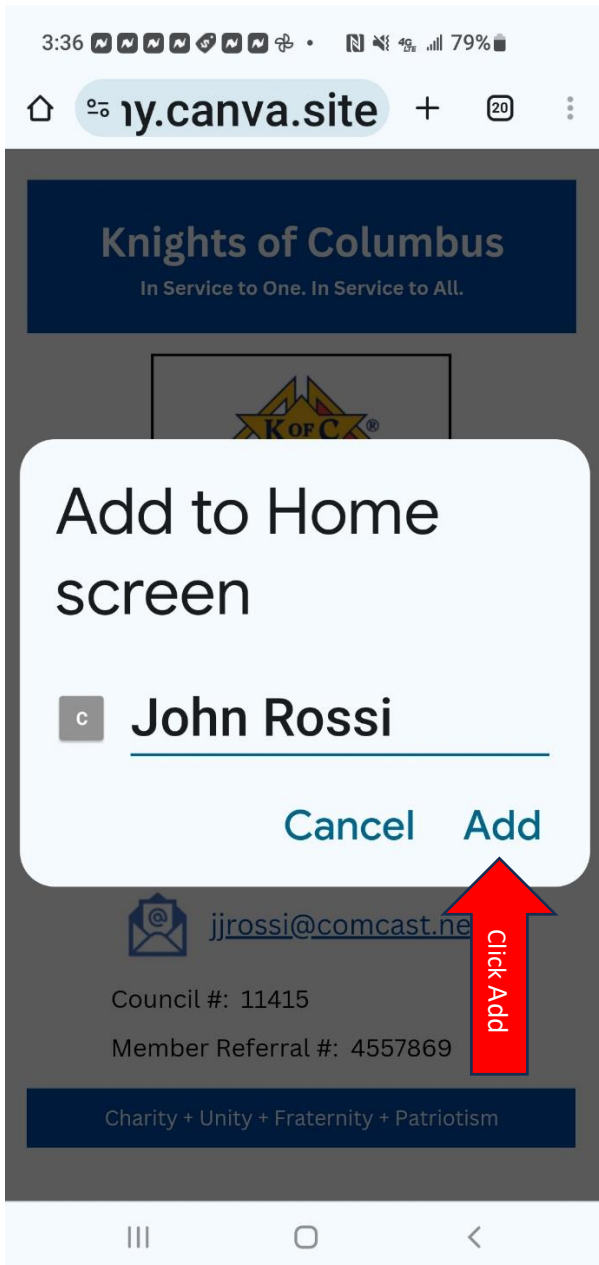 3:36 79%
ny.canva.site + 20
Knights of Columbus
In Service to One. In Service to All.
K OF C ®
Add to Home
screen
C John Rossi
Cancel Add
jjrossi@comcast.ne
Click Add
Council #: 11415
Member Referral #: 4557869
Charity + Unity + Fraternity + Patriotism